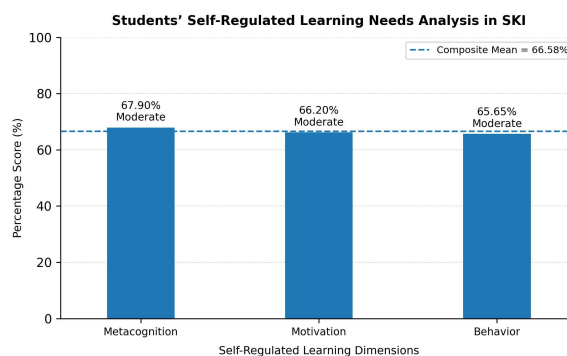 Students’ Self-Regulated Learning Needs Analysis in SKI
100
Composite Mean = 66.58%
80
67.90%
Moderate
66.20%
Moderate
65.65%
Moderate
60
40
20
0
Percentage Score (%)
Metacognition
Motivation
Behavior
Self-Regulated Learning Dimensions